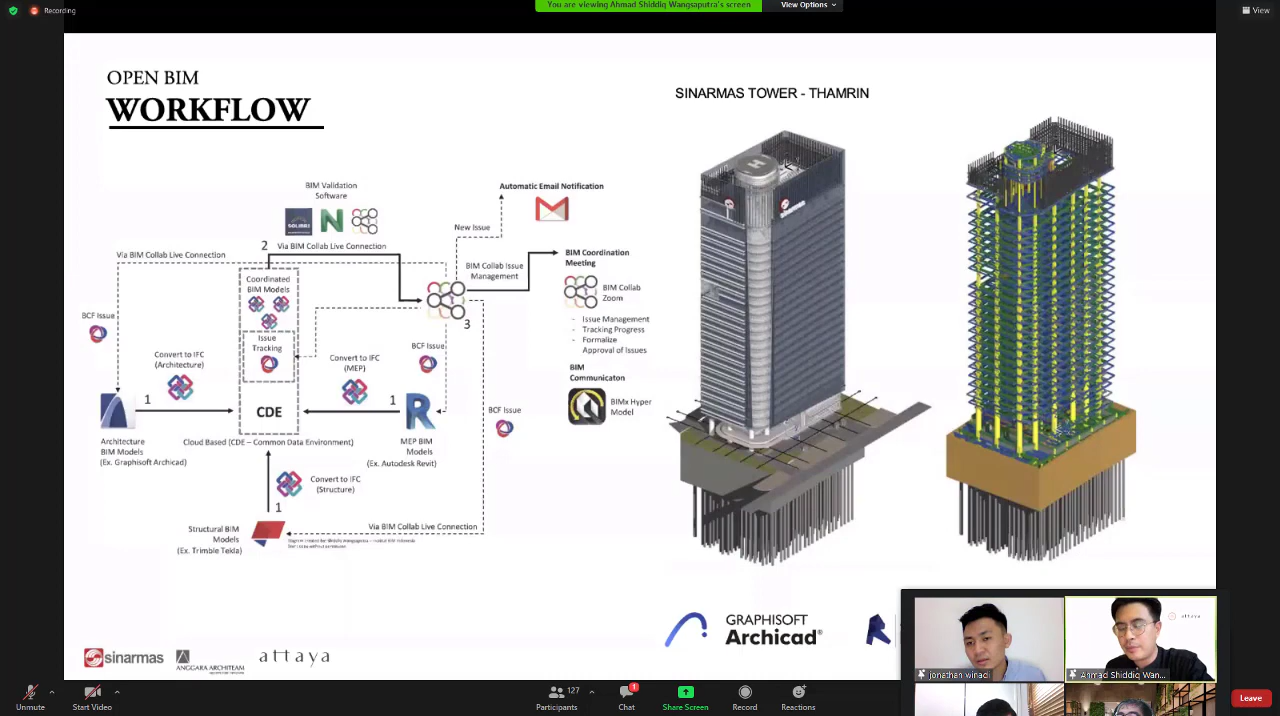 Recording
You are viewing Ahmad Shiddiq Wangsaputra's screen
View Options
View
OPEN BIM
WORKFLOW
SINARMAS TOWER - THAMRIN
BIM Validation
Software
SOLIBRI
N
Automatic Email Notification
New Issue
2
Via BIM Collab Live Connection
Via BIM Collab Live Connection
BIM Coordination
Meeting
BIM Collab Issue
Management
Coordinated
BIM Models
BIM Collab
Zoom
3
BCF Issue
- Issue Management
- Tracking Progress
- Formalize
Approval of Issues
Issue
Tracking
BCF Issue
Convert to IFC
(Architecture)
Convert to IFC
(MEP)
BIM
Communicaton
1
CDE
1
R
BIMx Hyper
Model
BCF Issue
Architecture
BIM Models
(Ex. Graphisoft Archicad)
Cloud Based (CDE – Common Data Environment)
MEP BIM
Models
(Ex. Autodesk Revit)
Convert to IFC
(Structure)
1
Structural BIM
Models
(Ex. Trimble Tekla)
Via BIM Collab Live Connection
H
GRAPHISOFT
Archicad®
sinarmas
ANGGARA ARCHITEAM
attaya
attaya
jonathan winadi
Ahmad Shiddiq Wan...
Unmute
Start Video
127
Participants
1
Chat
Share Screen
Record
Reactions
Leave